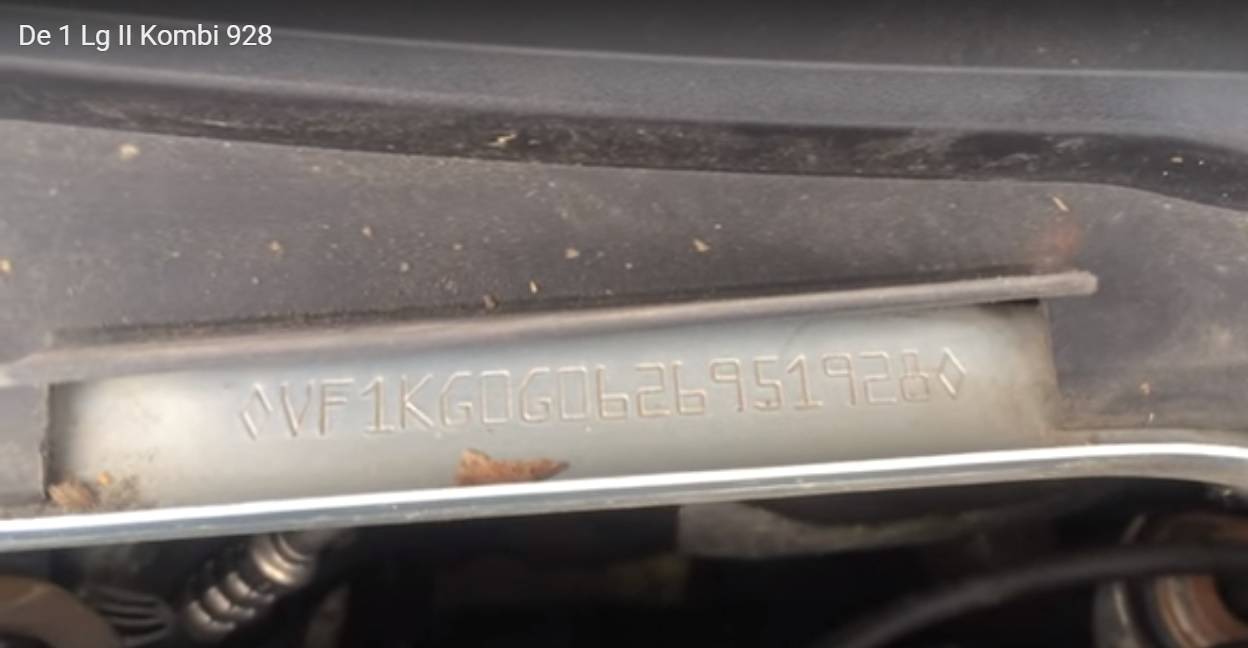 De 1 Lg II Kombi 928
◊VF1KG0G0626951928◊